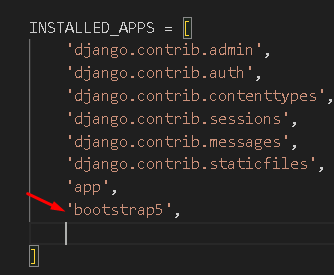 INSTALLED_APPS = [
'django.contrib.admin',
'django.contrib.auth',
'django.contrib.contenttypes',
'django.contrib.sessions',
'django.contrib.messages',
'django.contrib.staticfiles',
'app',
'bootstrap5',
]